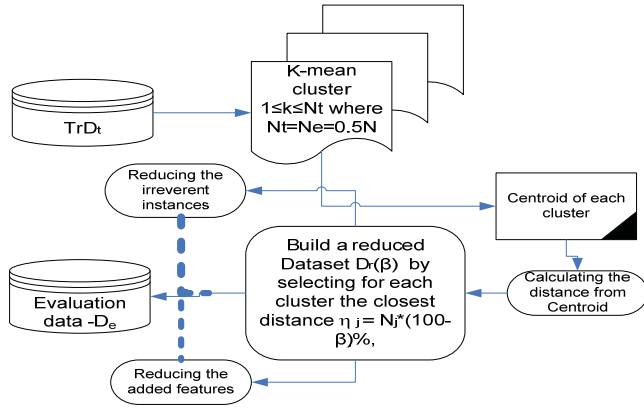 K-mean
cluster
1≤k≤Nt where
Nt=Ne=0.5N
TrDt
Reducing the
irreverent
instances
Centroid of each
cluster
Build a reduced
Dataset Dr(β) by
selecting for each
cluster the closest
distance η j = Nj*(100-
β)%,
Calculating the
distance from
Centroid
Evaluation
data -De
Reducing the
added features